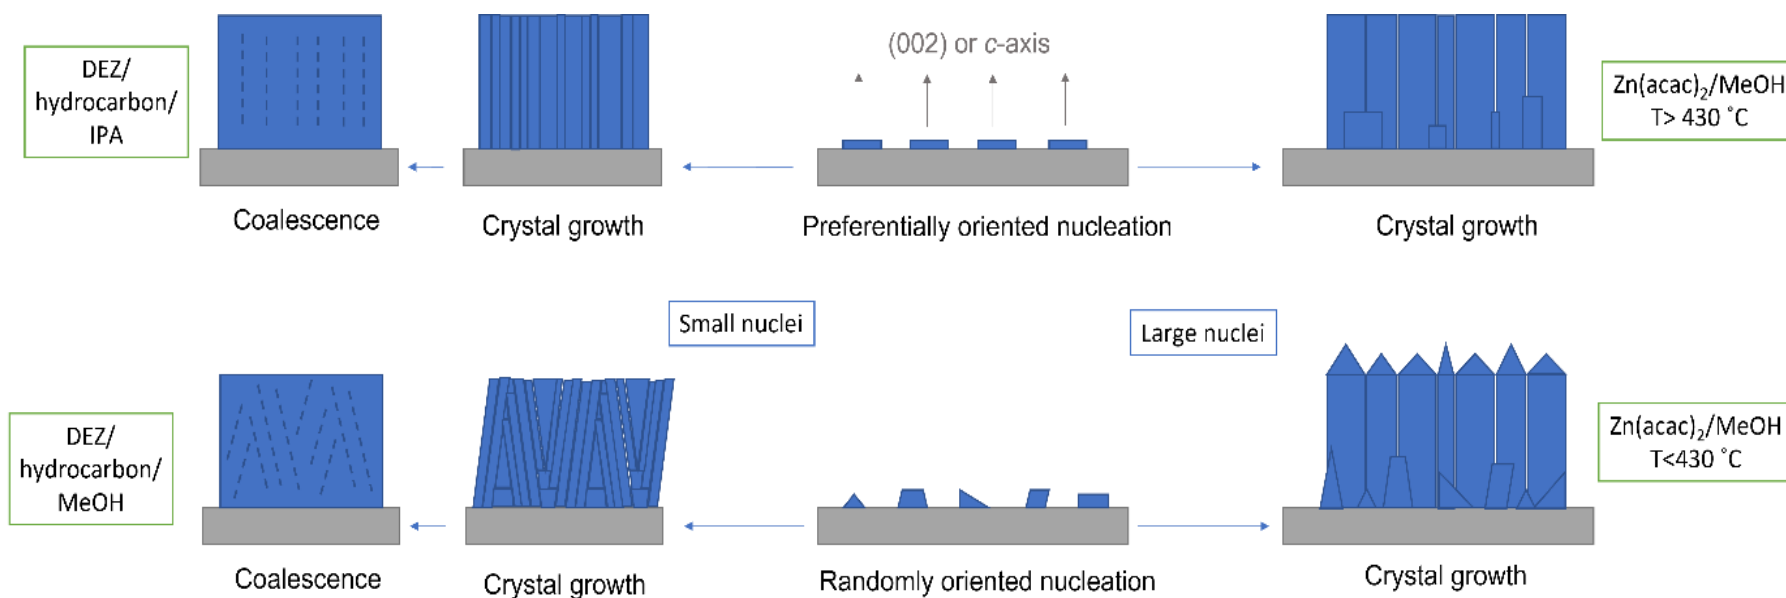 DEZ/
hydrocarbon/
IPA
(002) or c-axis
Zn(acac)₂/MeOH
T> 430 ˚C
Coalescence
Crystal growth
Preferentially oriented nucleation
Crystal growth
Small nuclei
Large nuclei
DEZ/
hydrocarbon/
MeOH
Zn(acac)₂/MeOH
T<430 ˚C
Coalescence
Crystal growth
Randomly oriented nucleation
Crystal growth